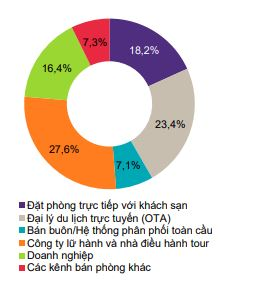 7,3%
18,2%
16,4%
23,4%
27,6%
7,1%
Đặt phòng trực tiếp với khách sạn
Đại lý du lịch trực tuyến (OTA)
Bán buôn/Hệ thống phân phối toàn cầu
Công ty lữ hành và nhà điều hành tour
Doanh nghiệp
Các kênh bán phòng khác